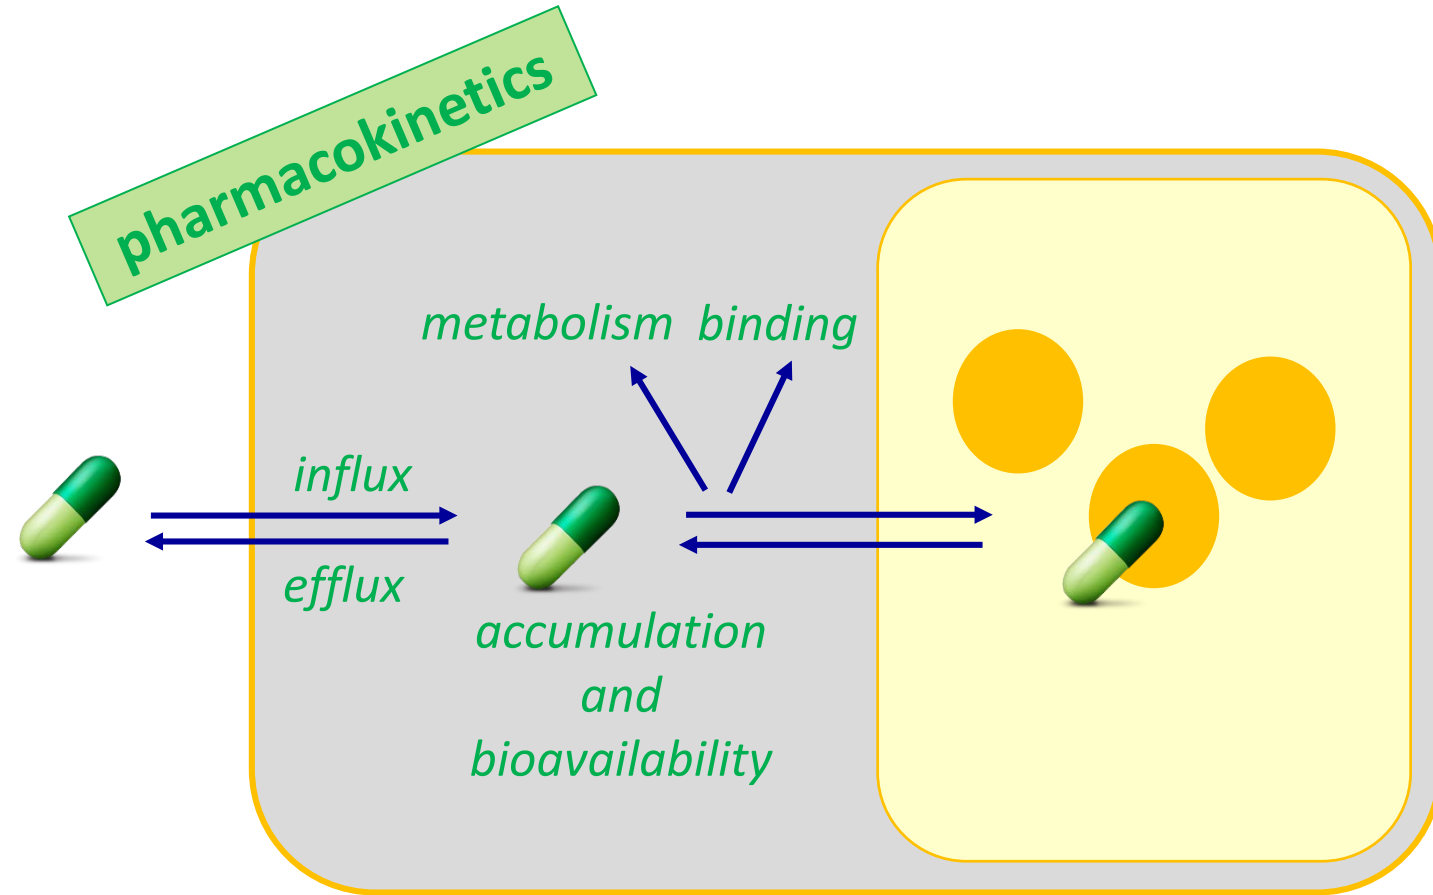 pharmacokinetics
metabolism binding
influx
efflux
accumulation
and
bioavailability